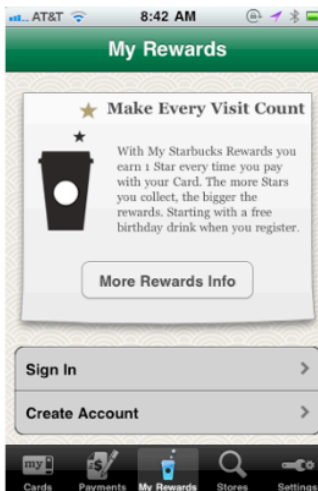 AT&T 8:42 AM
My Rewards
Make Every Visit Count
With My Starbucks Rewards you
earn 1 Star every time you pay
with your Card. The more Stars
you collect, the bigger the
rewards. Starting with a free
birthday drink when you register.
More Rewards Info
Sign In
Create Account
my
$
Cards Payments My Rewards Stores Settings